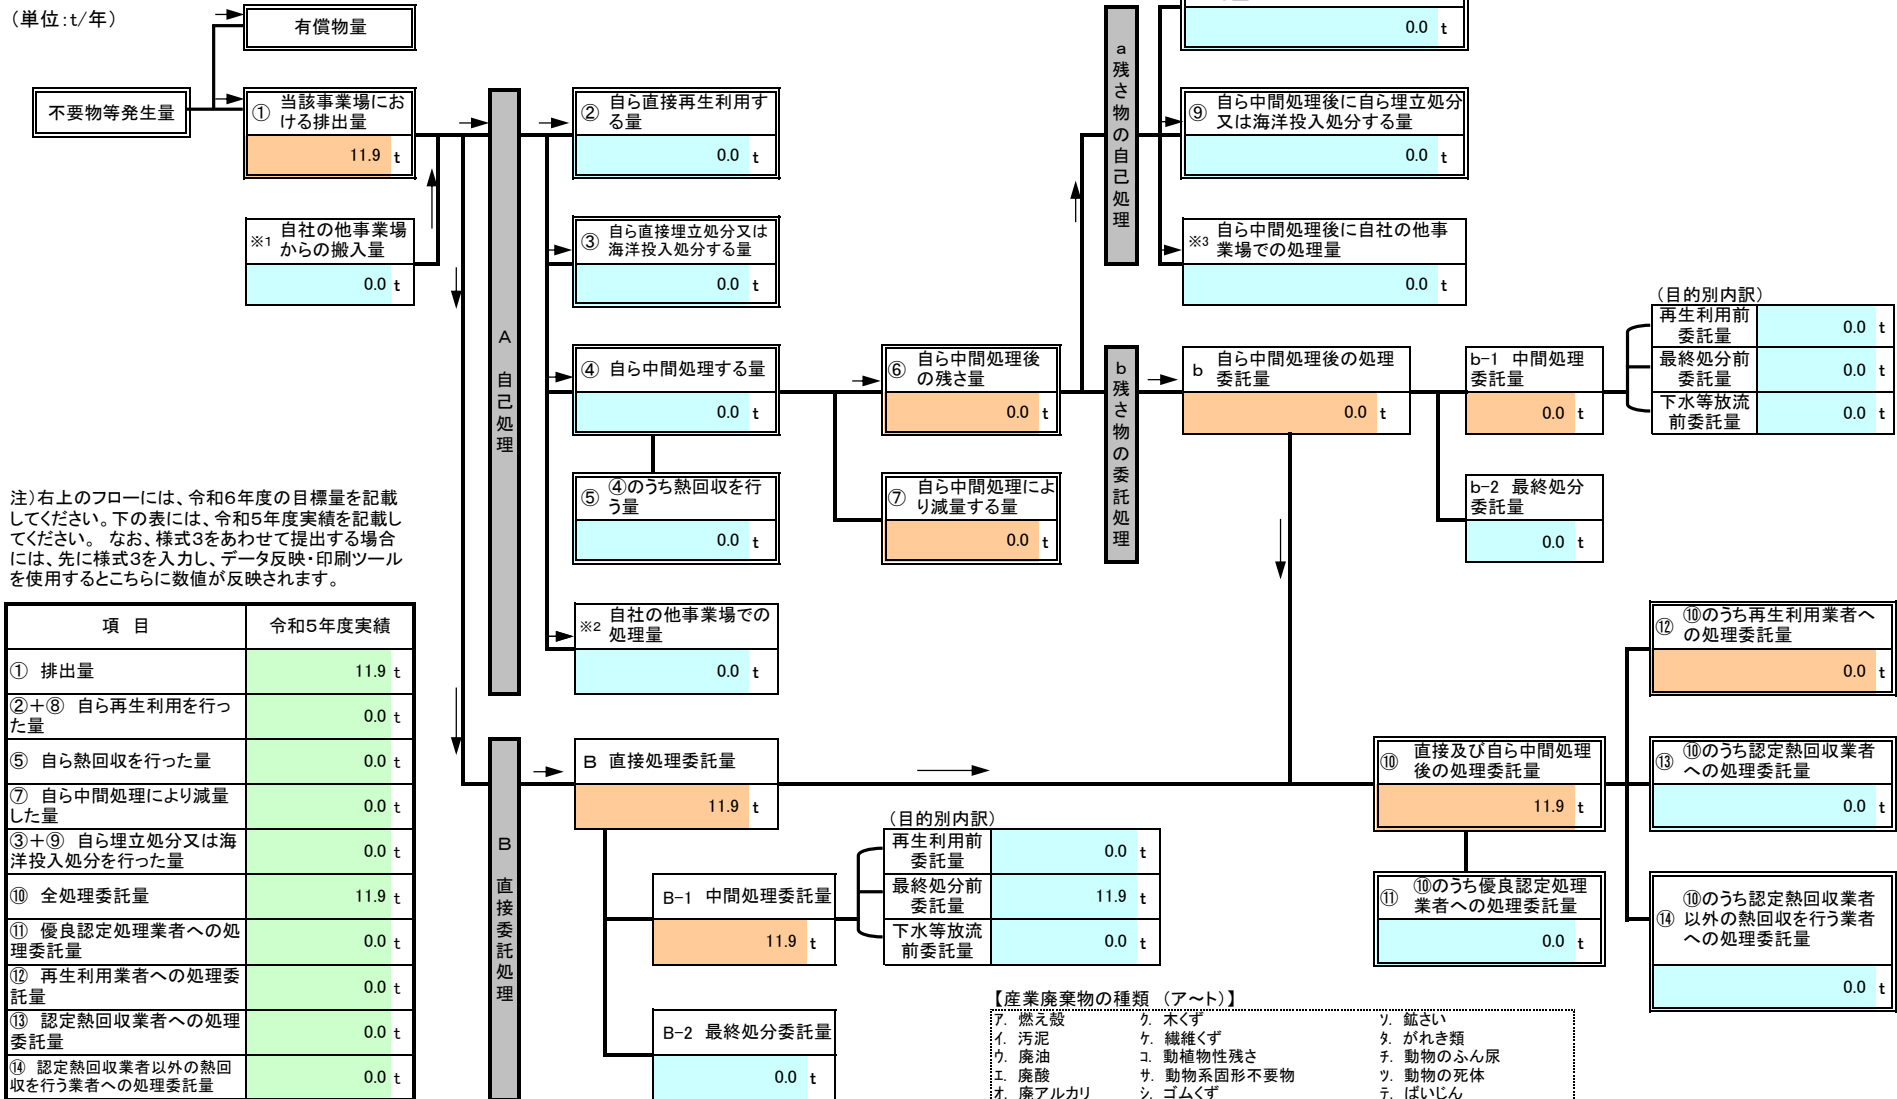 (単位:t/年)
有償物量
不要物等発生量
① 当該事業場にお
ける排出量
11.9 t
※1 自社の他事業場
からの搬入量
0.0 t
A 自己処理
② 自ら直接再生利用す
る量
0.0 t
③ 自ら直接埋立処分又は
海洋投入処分する量
0.0 t
④ 自ら中間処理する量
0.0 t
⑤ ④のうち熱回収を行
う量
0.0 t
※2 自社の他事業場での
処理量
0.0 t
⑥ 自ら中間処理後
の残さ量
0.0 t
⑦ 自ら中間処理によ
り減量する量
0.0 t
a 残さ物の自己処理
0.0 t
⑨ 自ら中間処理後に自ら埋立処分
又は海洋投入処分する量
0.0 t
※3 自ら中間処理後に自社の他事
業場での処理量
0.0 t
b 残さ物の委託処理
b 自ら中間処理後の処理
委託量
0.0 t
b-1 中間処理
委託量
0.0 t
(目的別内訳)
再生利用前
委託量
0.0 t
最終処分前
委託量
0.0 t
下水等放流
前委託量
0.0 t
b-2 最終処分
委託量
0.0 t
注)右上のフローには、令和6年度の目標量を記載
してください。下の表には、令和5年度実績を記載し
てください。 なお、様式3をあわせて提出する場合
には、先に様式3を入力し、データ反映・印刷ツール
を使用するとこちらに数値が反映されます。
項 目 令和5年度実績
① 排出量 11.9 t
②+⑧ 自ら再生利用を行っ
た量 0.0 t
⑤ 自ら熱回収を行った量 0.0 t
⑦ 自ら中間処理により減量
した量 0.0 t
③+⑨ 自ら埋立処分又は海
洋投入処分を行った量 0.0 t
⑩ 全処理委託量 11.9 t
⑪ 優良認定処理業者への処
理委託量 0.0 t
⑫ 再生利用業者への処理委
託量 0.0 t
⑬ 認定熱回収業者への処理
委託量 0.0 t
⑭ 認定熱回収業者以外の熱回
収を行う業者への処理委託量 0.0 t
B 直接委託処理
B 直接処理委託量
11.9 t
B-1 中間処理委託量
11.9 t
(目的別内訳)
再生利用前
委託量
0.0 t
最終処分前
委託量
11.9 t
下水等放流
前委託量
0.0 t
B-2 最終処分委託量
0.0 t
⑩ 直接及び自ら中間処理
後の処理委託量
11.9 t
⑪ ⑩のうち優良認定処理
業者への処理委託量
0.0 t
⑫ ⑩のうち再生利用業者へ
の処理委託量
0.0 t
⑬ ⑩のうち認定熱回収業者
への処理委託量
0.0 t
⑭ ⑩のうち認定熱回収業者
以外の熱回収を行う業者
への処理委託量
0.0 t
【産業廃棄物の種類 (ア~ト)】
ア. 燃え殻 ク. 木くず ソ. 鉱さい
イ. 汚泥 ケ. 繊維くず タ. がれき類
ウ. 廃油 コ. 動植物性残さ チ. 動物のふん尿
エ. 廃酸 サ. 動物系固形不要物 ツ. 動物の死体
オ. 廃アルカリ シ. ゴムくず テ. ばいじん